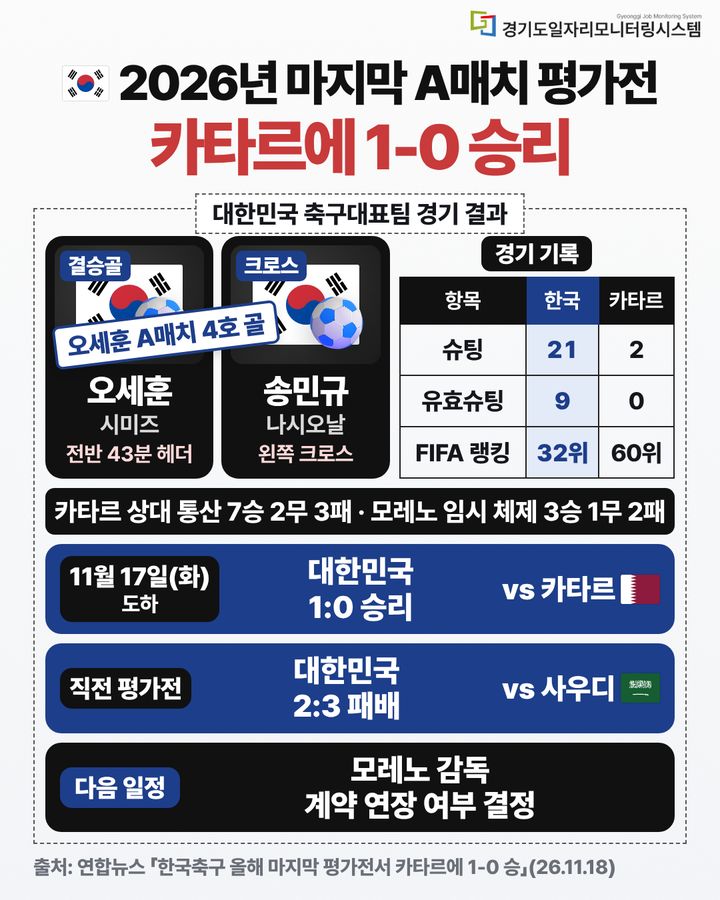 Gyeonggi Job Monitoring System
경기도일자리모니터링시스템
2026년 마지막 A매치 평가전
카타르에 1-0 승리
대한민국 축구대표팀 경기 결과
결승골
크로스
오세훈 A매치 4호 골
오세훈
시미즈
전반 43분 헤더
송민규
나시오날
왼쪽 크로스
경기 기록
항목 한국 카타르
슈팅 21 2
유효슈팅 9 0
FIFA 랭킹 32위 60위
카타르 상대 통산 7승 2무 3패 · 모레노 임시 체제 3승 1무 2패
11월 17일(화)
도하
대한민국
1:0 승리
vs 카타르
직전 평가전
대한민국
2:3 패배
vs 사우디
다음 일정
모레노 감독
계약 연장 여부 결정
출처: 연합뉴스 『한국축구 올해 마지막 평가전서 카타르에 1-0 승』(26.11.18)